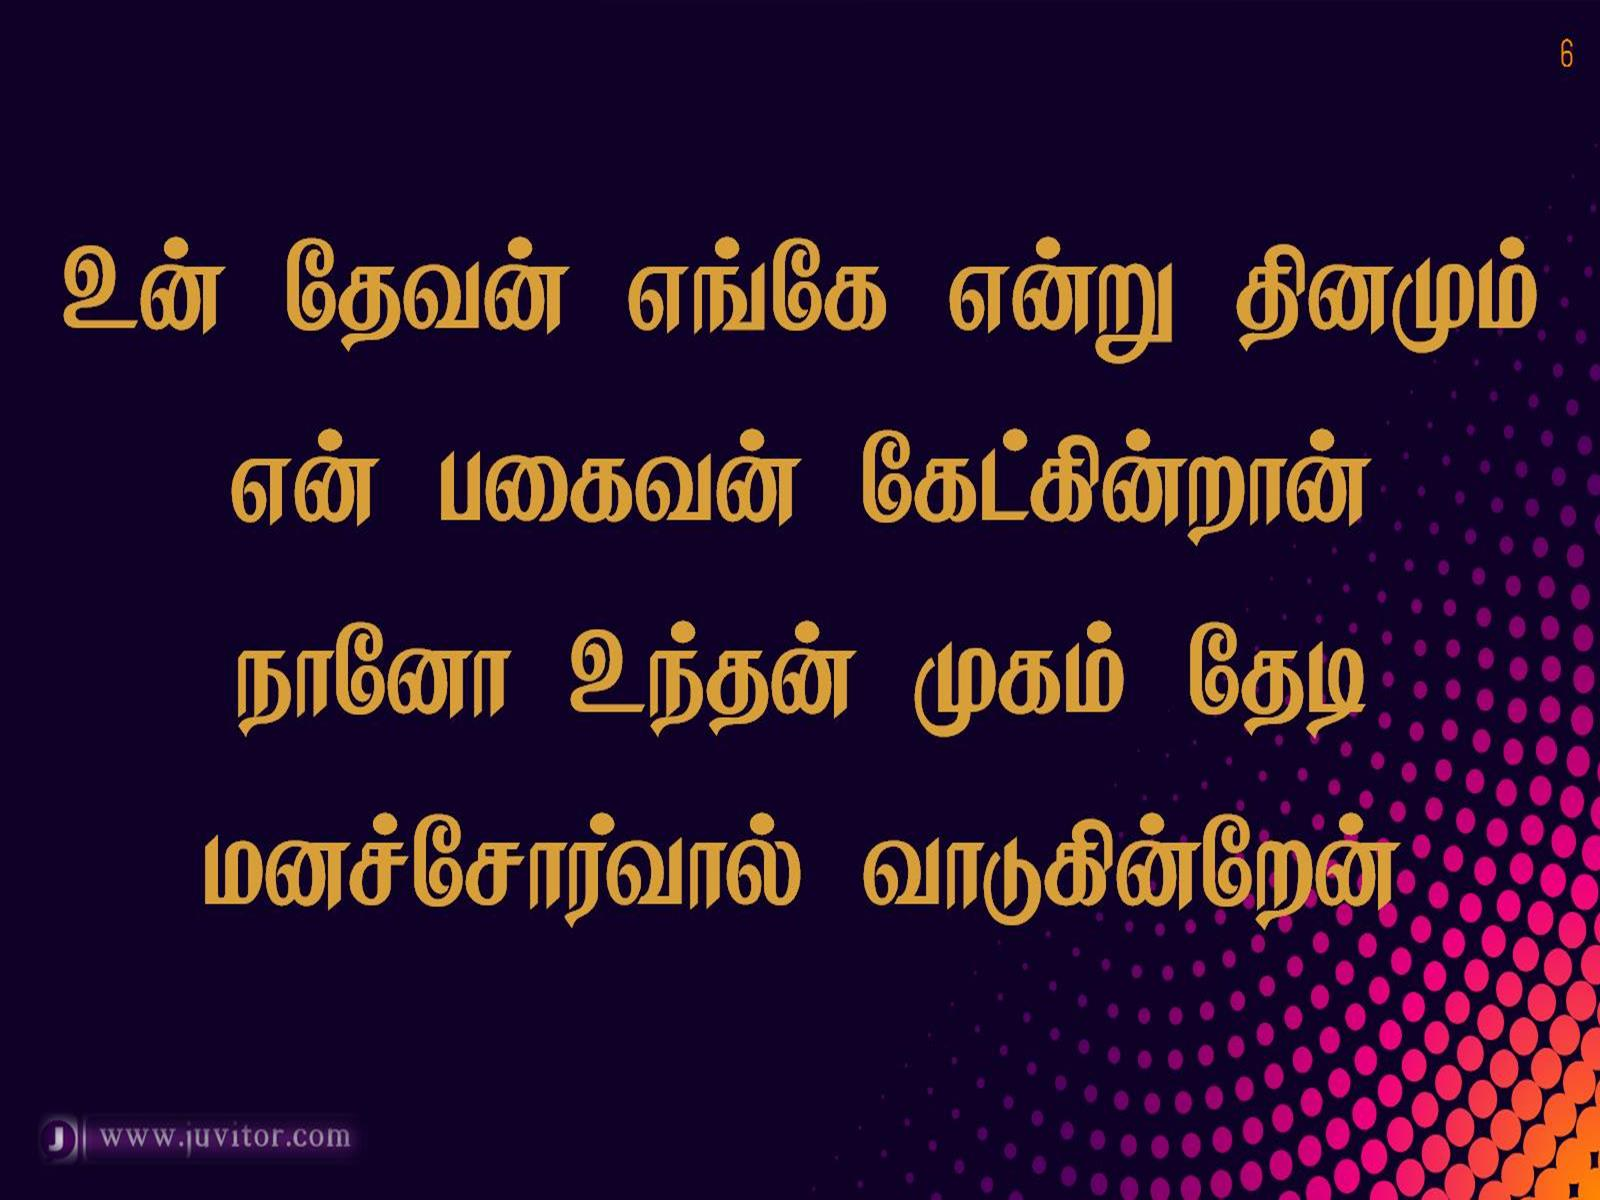 6
உன் தேவன் எங்கே என்று தினமும்
என் பகைவன் கேட்கின்றான்
நானோ உந்தன் முகம் தேடி
மனச்சோர்வால் வாடுகின்றேன்
J www.juvitor.com